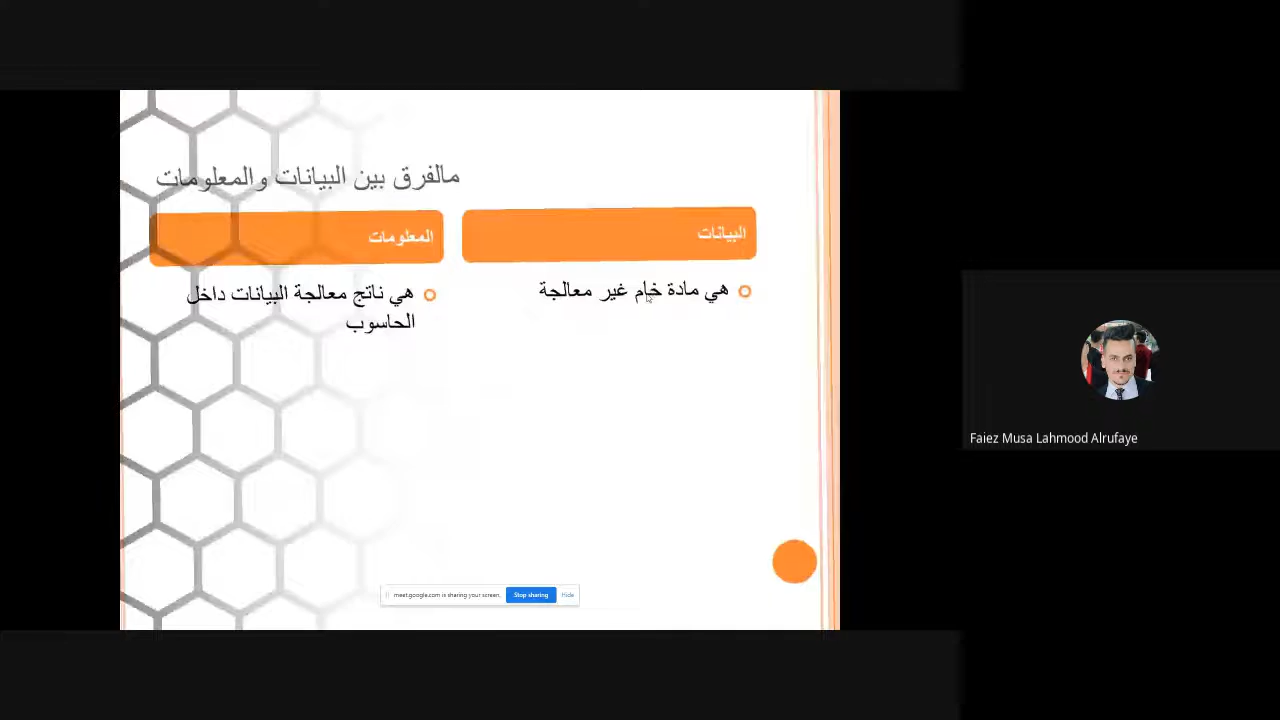 مالفرق بين البيانات والمعلومات
البيانات
هي مادة خام غير معالجة
المعلومات
هي ناتج معالجة البيانات داخل
الحاسوب
meet.google.com is sharing your screen.
Stop sharing
Hide
Faiez Musa Lahmood Alrufaye